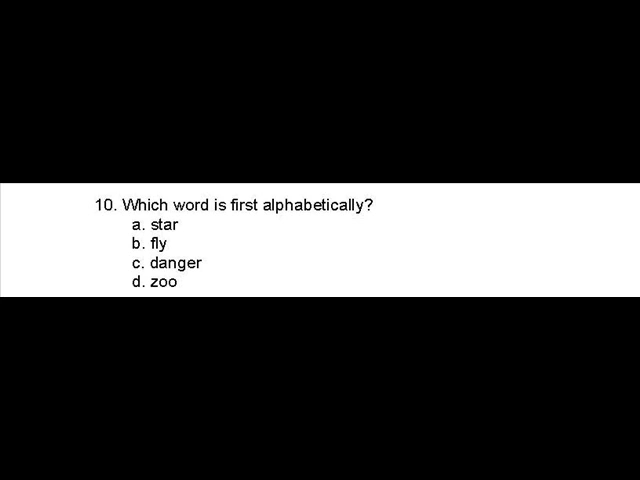 10. Which word is first alphabetically?
a. star
b. fly
c. danger
d. zoo